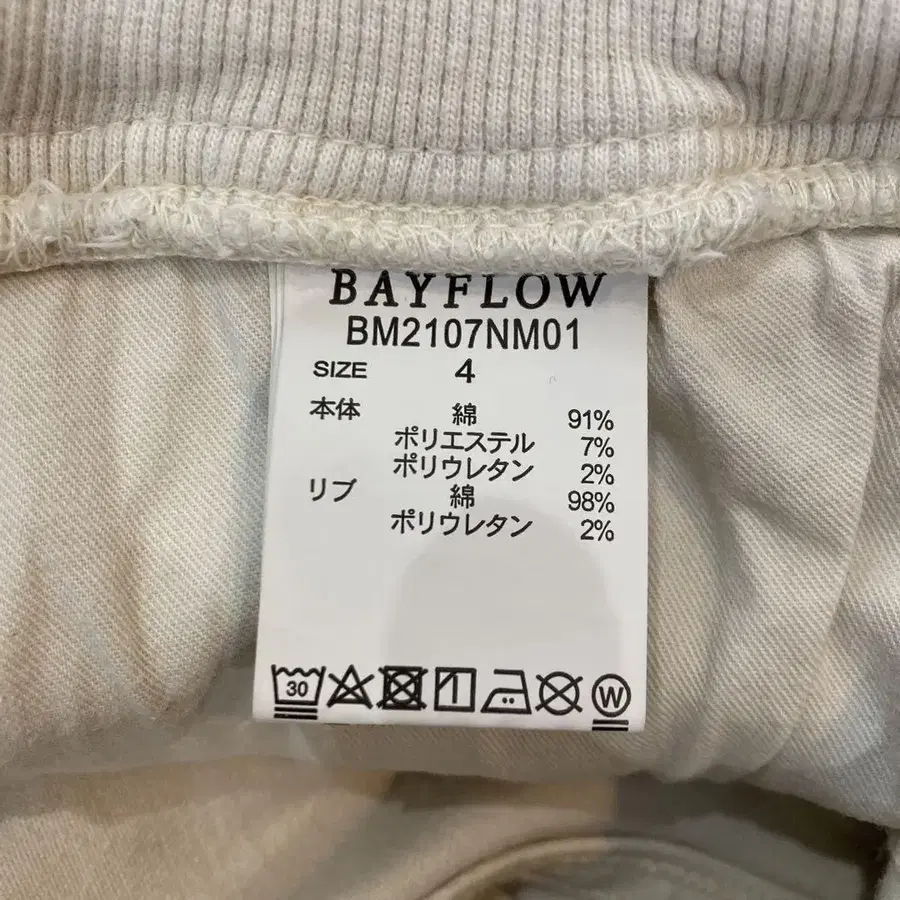 BAYFLOW
BM2107NM01
SIZE 4
本体 綿 91%
ポリエステル 7%
ポリウレタン 2%
リブ 綿 98%
ポリウレタン 2%
30 W